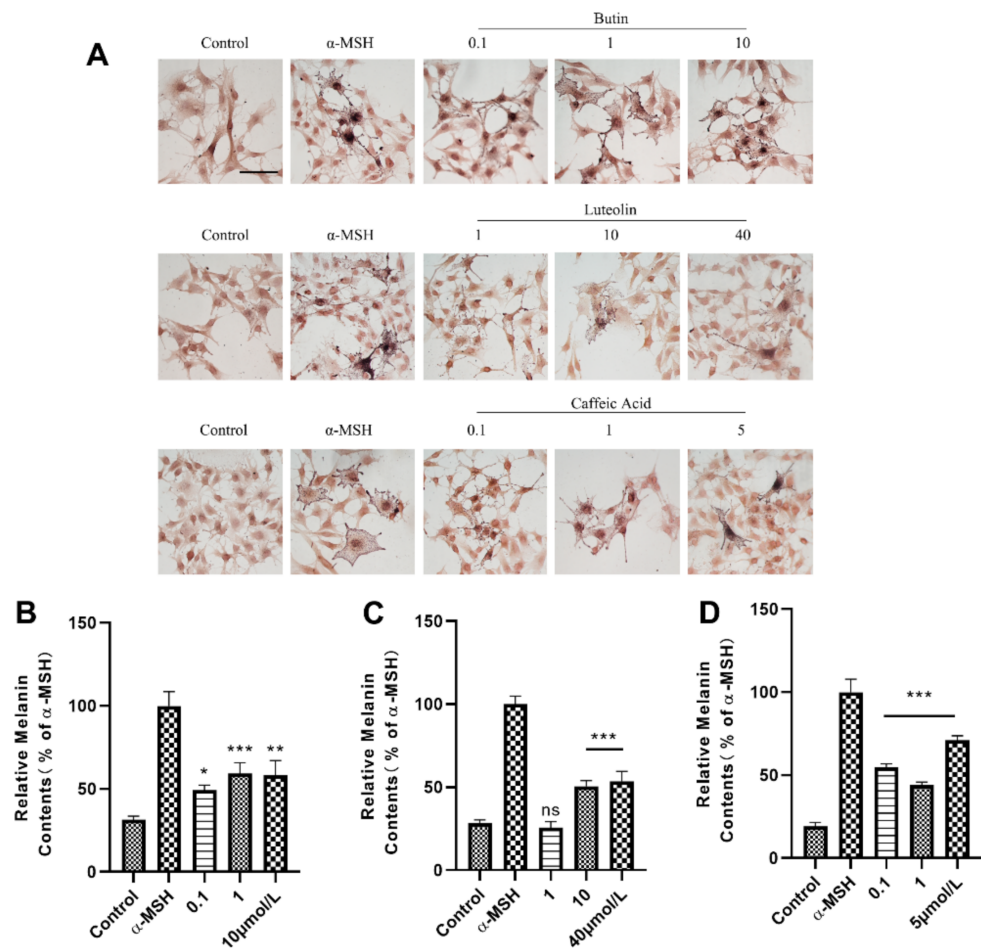 A
Butin
Control α-MSH 0.1 1 10
Luteolin
Control α-MSH 1 10 40
Caffeic Acid
Control α-MSH 0.1 1 5
B
Relative Melanin
Contents( % of α-MSH)
150
100
50
0
* *** **
Control α-MSH 0.1 1 10μmol/L
C
Relative Melanin
Contents( % of α-MSH)
150
100
50
0
ns ***
Control α-MSH 1 10 40μmol/L
D
Relative Melanin
Contents( % of α-MSH)
150
100
50
0
***
Control α-MSH 0.1 1 5μmol/L